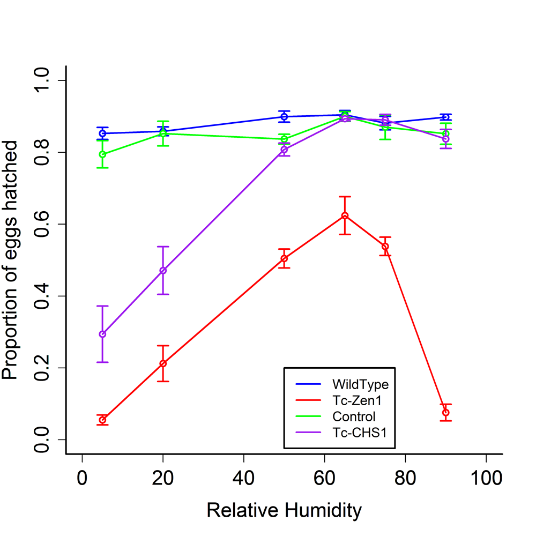 Proportion of eggs hatched
1.0
0.8
0.6
0.4
0.2
0.0
WildType
Tc-Zen1
Control
Tc-CHS1
0 20 40 60 80 100
Relative Humidity